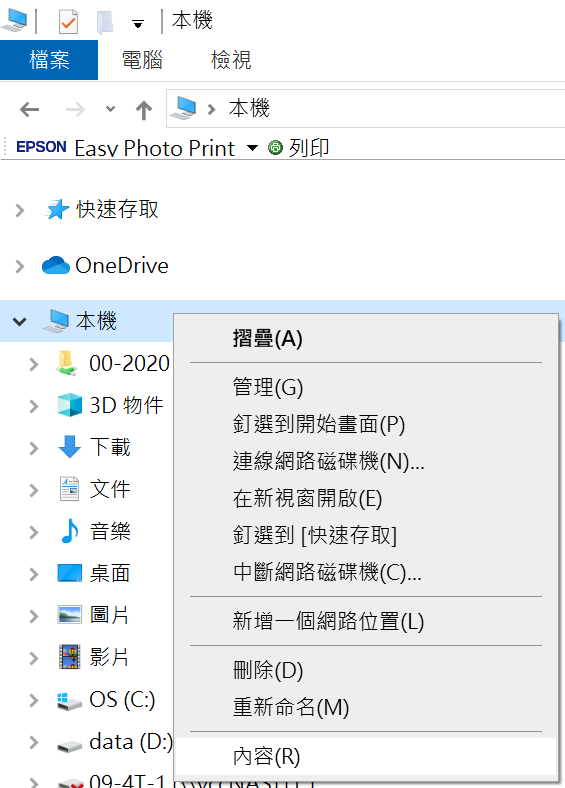 本機
檔案 電腦 檢視
本機
EPSON Easy Photo Print 列印
快速存取
OneDrive
本機
摺疊(A)
00-2020
管理(G)
3D 物件
釘選到開始畫面(P)
下載
連線網路磁碟機(N)...
文件
在新視窗開啟(E)
音樂
釘選到 [快速存取]
桌面
中斷網路磁碟機(C)...
圖片
新增一個網路位置(L)
影片
刪除(D)
OS (C:)
重新命名(M)
data (D:)
內容(R)
09-4T-1